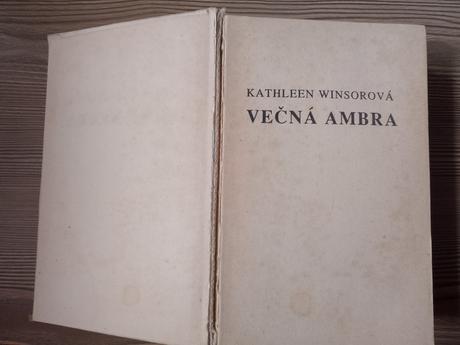 KATHLEEN WINSOROVÁ
VEČNÁ AMBRA